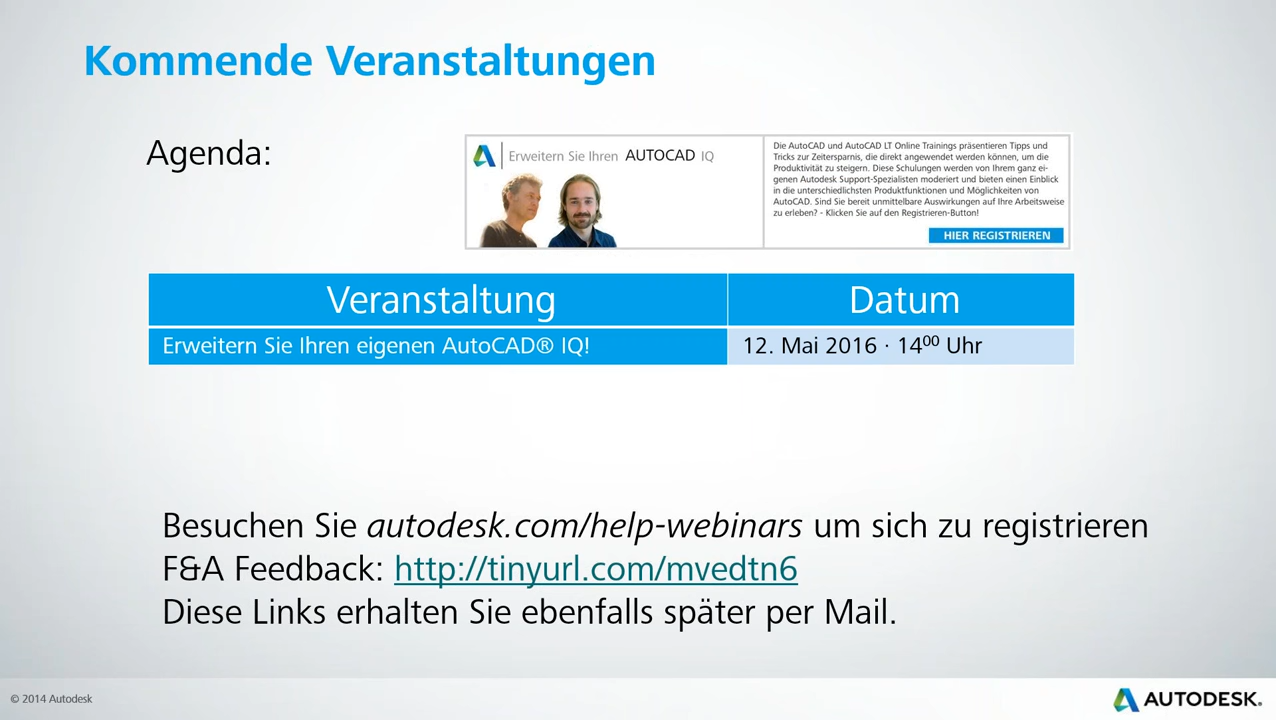 Kommende Veranstaltungen
Agenda:
Erweitern Sie Ihren AUTOCAD IQ
Die AutoCAD und AutoCAD LT Online Trainings präsentieren Tipps und
Tricks zur Zeitersparnis, die direkt angewendet werden können, um die
Produktivität zu steigern. Diese Schulungen werden von Ihrem ganz ei-
genen Autodesk Support-Spezialisten moderiert und bieten einen Einblick
in die unterschiedlichsten Produktfunktionen und Möglichkeiten von
AutoCAD. Sind Sie bereit unmittelbare Auswirkungen auf Ihre Arbeitsweise
zu erleben? - Klicken Sie auf den Registrieren-Button!
HIER REGISTRIEREN
Veranstaltung Datum
Erweitern Sie Ihren eigenen AutoCAD® IQ! 12. Mai 2016 · 14⁰⁰ Uhr
Besuchen Sie autodesk.com/help-webinars um sich zu registrieren
F&A Feedback: http://tinyurl.com/mvedtn6
Diese Links erhalten Sie ebenfalls später per Mail.
© 2014 Autodesk
AUTODESK.